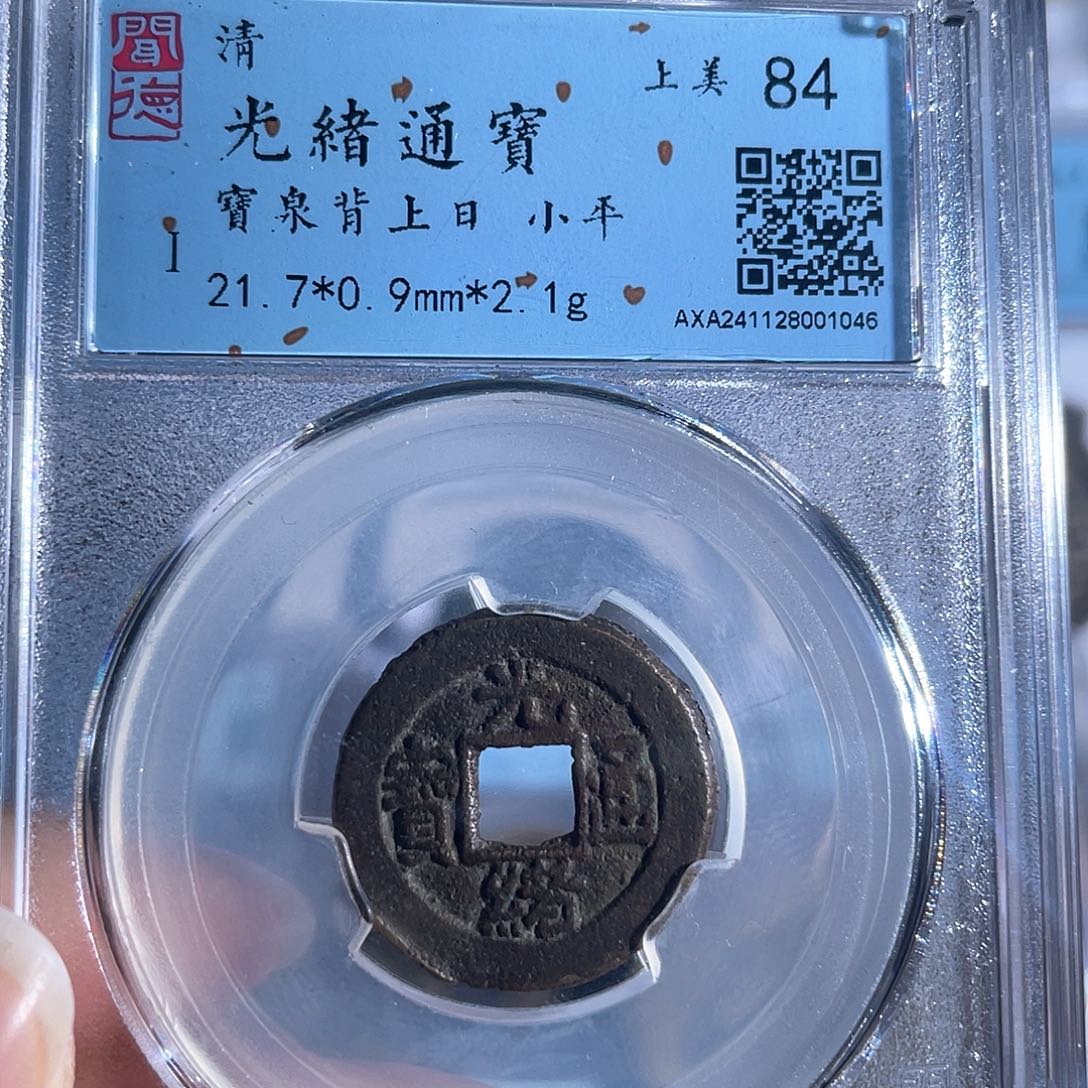 聞德
清
上美 84
光緒通寶
寶泉背上日 小平
I
21.7*0.9mm*2.1g
AXA241128001046
光緒通寶